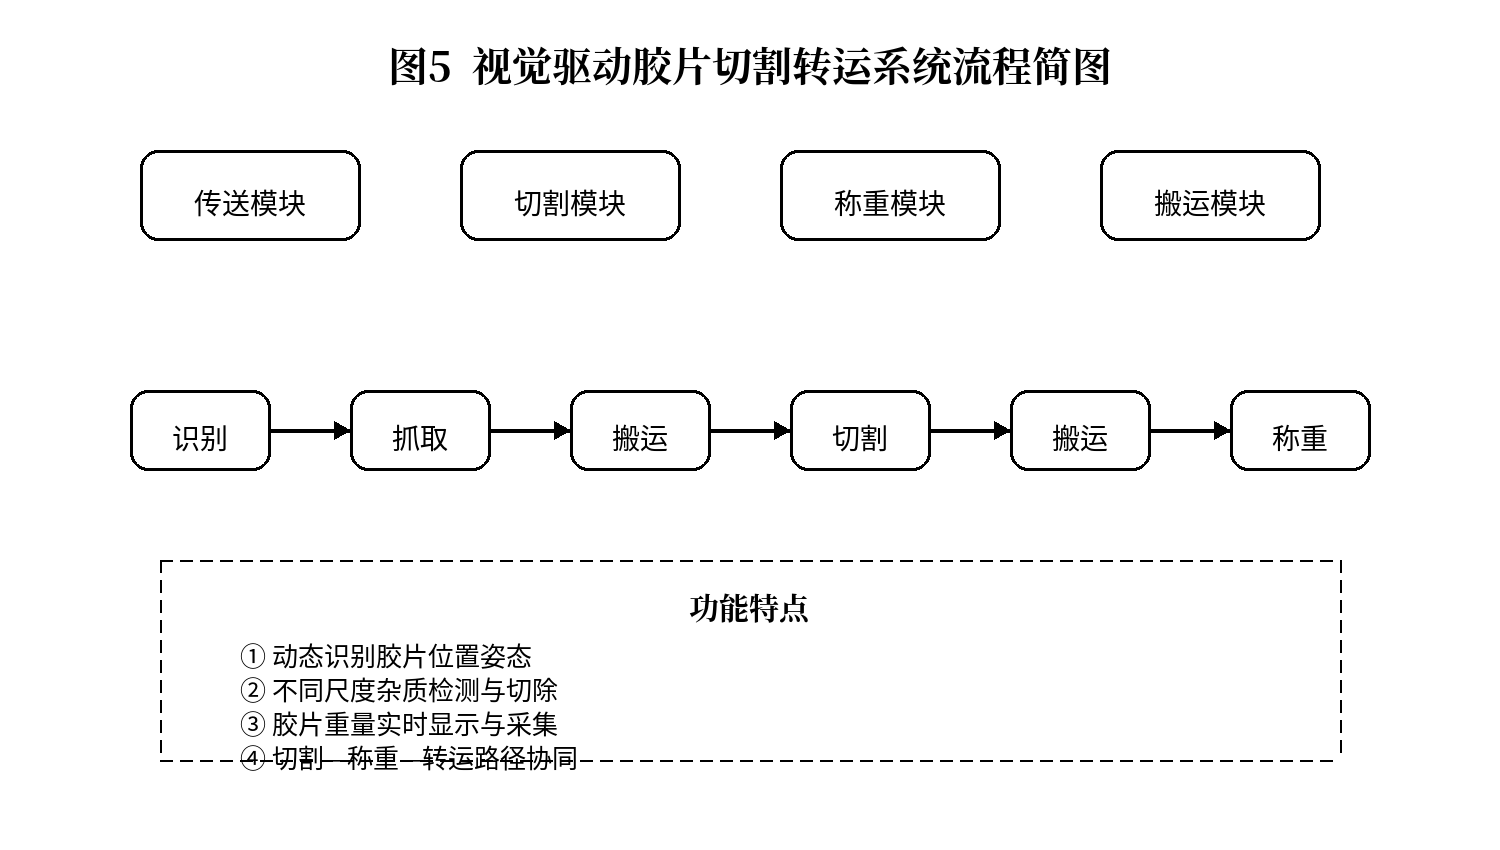 图5 视觉驱动胶片切割转运系统流程简图
传送模块 切割模块 称重模块 搬运模块
识别 抓取 搬运 切割 搬运 称重
功能特点
① 动态识别胶片位置姿态
② 不同尺度杂质检测与切除
③ 胶片重量实时显示与采集
④ 切割—称重—转运路径协同